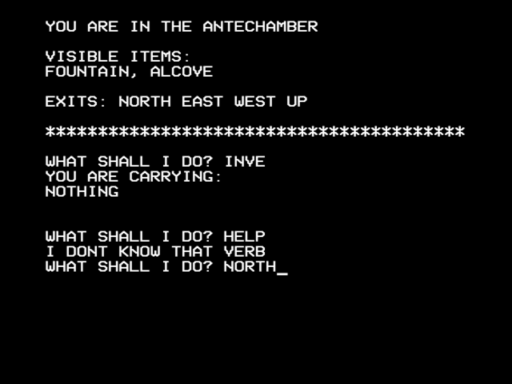 YOU ARE IN THE ANTECHAMBER
VISIBLE ITEMS:
FOUNTAIN, ALCOVE
EXITS: NORTH EAST WEST UP
****************************************
WHAT SHALL I DO? INVE
YOU ARE CARRYING:
NOTHING
WHAT SHALL I DO? HELP
I DONT KNOW THAT VERB
WHAT SHALL I DO? NORTH_